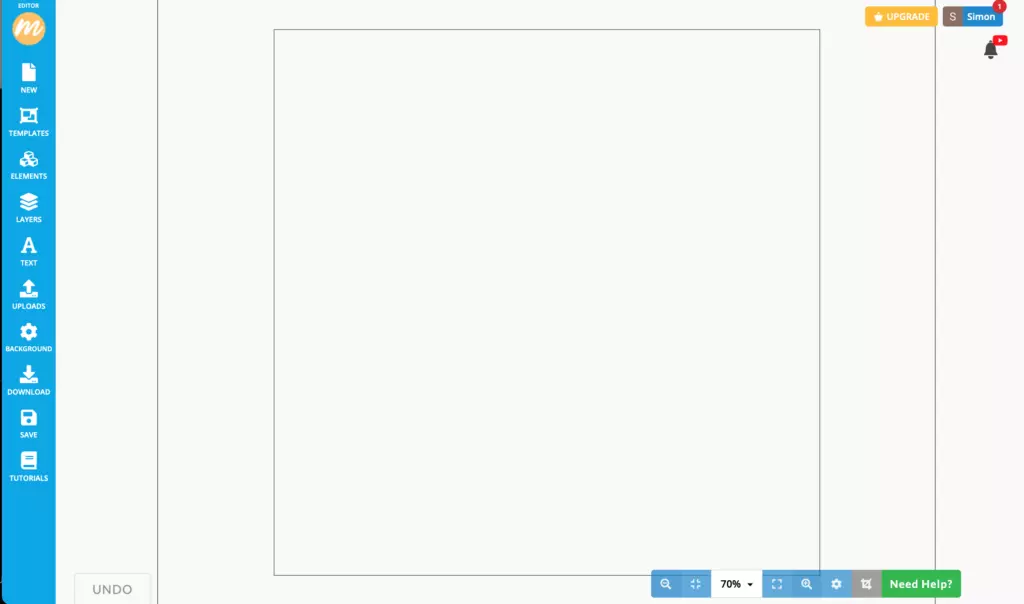 EDITOR
m
NEW
TEMPLATES
ELEMENTS
LAYERS
A
TEXT
UPLOADS
BACKGROUND
DOWNLOAD
SAVE
TUTORIALS
UPGRADE
S Simon 1
UNDO
70%
Need Help?